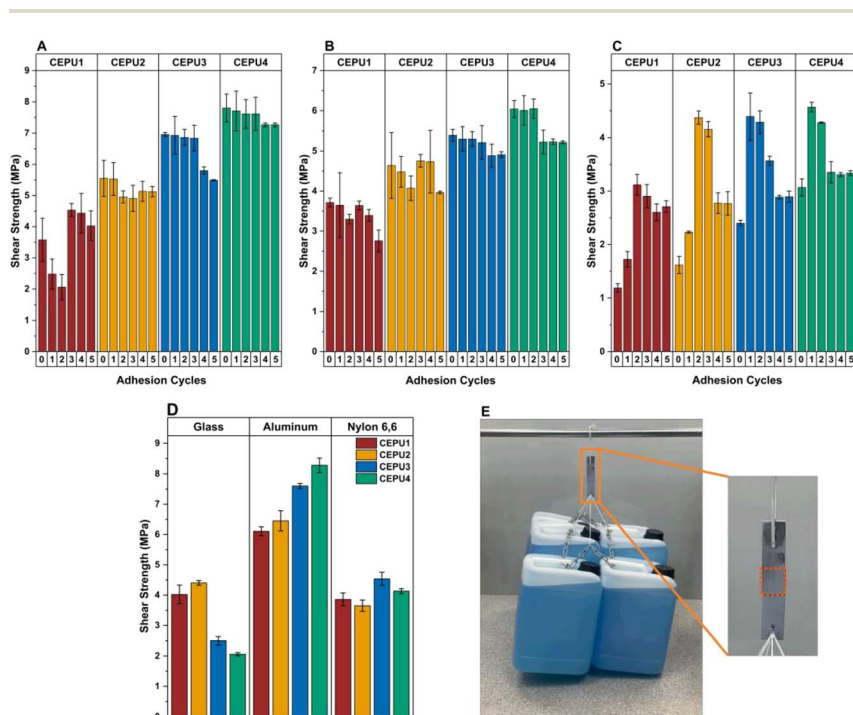 A
CEPU1 CEPU2 CEPU3 CEPU4
9
8
7
6
5
4
3
2
1
0
Shear Strength (MPa)
0 1 2 3 4 5 0 1 2 3 4 5 0 1 2 3 4 5 0 1 2 3 4 5
Adhesion Cycles
B
CEPU1 CEPU2 CEPU3 CEPU4
7
6
5
4
3
2
1
0
Shear Strength (MPa)
0 1 2 3 4 5 0 1 2 3 4 5 0 1 2 3 4 5 0 1 2 3 4 5
Adhesion Cycles
C
CEPU1 CEPU2 CEPU3 CEPU4
5
4
3
2
1
0
Shear Strength (MPa)
0 1 2 3 4 5 0 1 2 3 4 5 0 1 2 3 4 5 0 1 2 3 4 5
Adhesion Cycles
D
Glass Aluminum Nylon 6,6
CEPU1
CEPU2
CEPU3
CEPU4
9
8
7
6
5
4
3
2
1
Shear Strength (MPa)
E